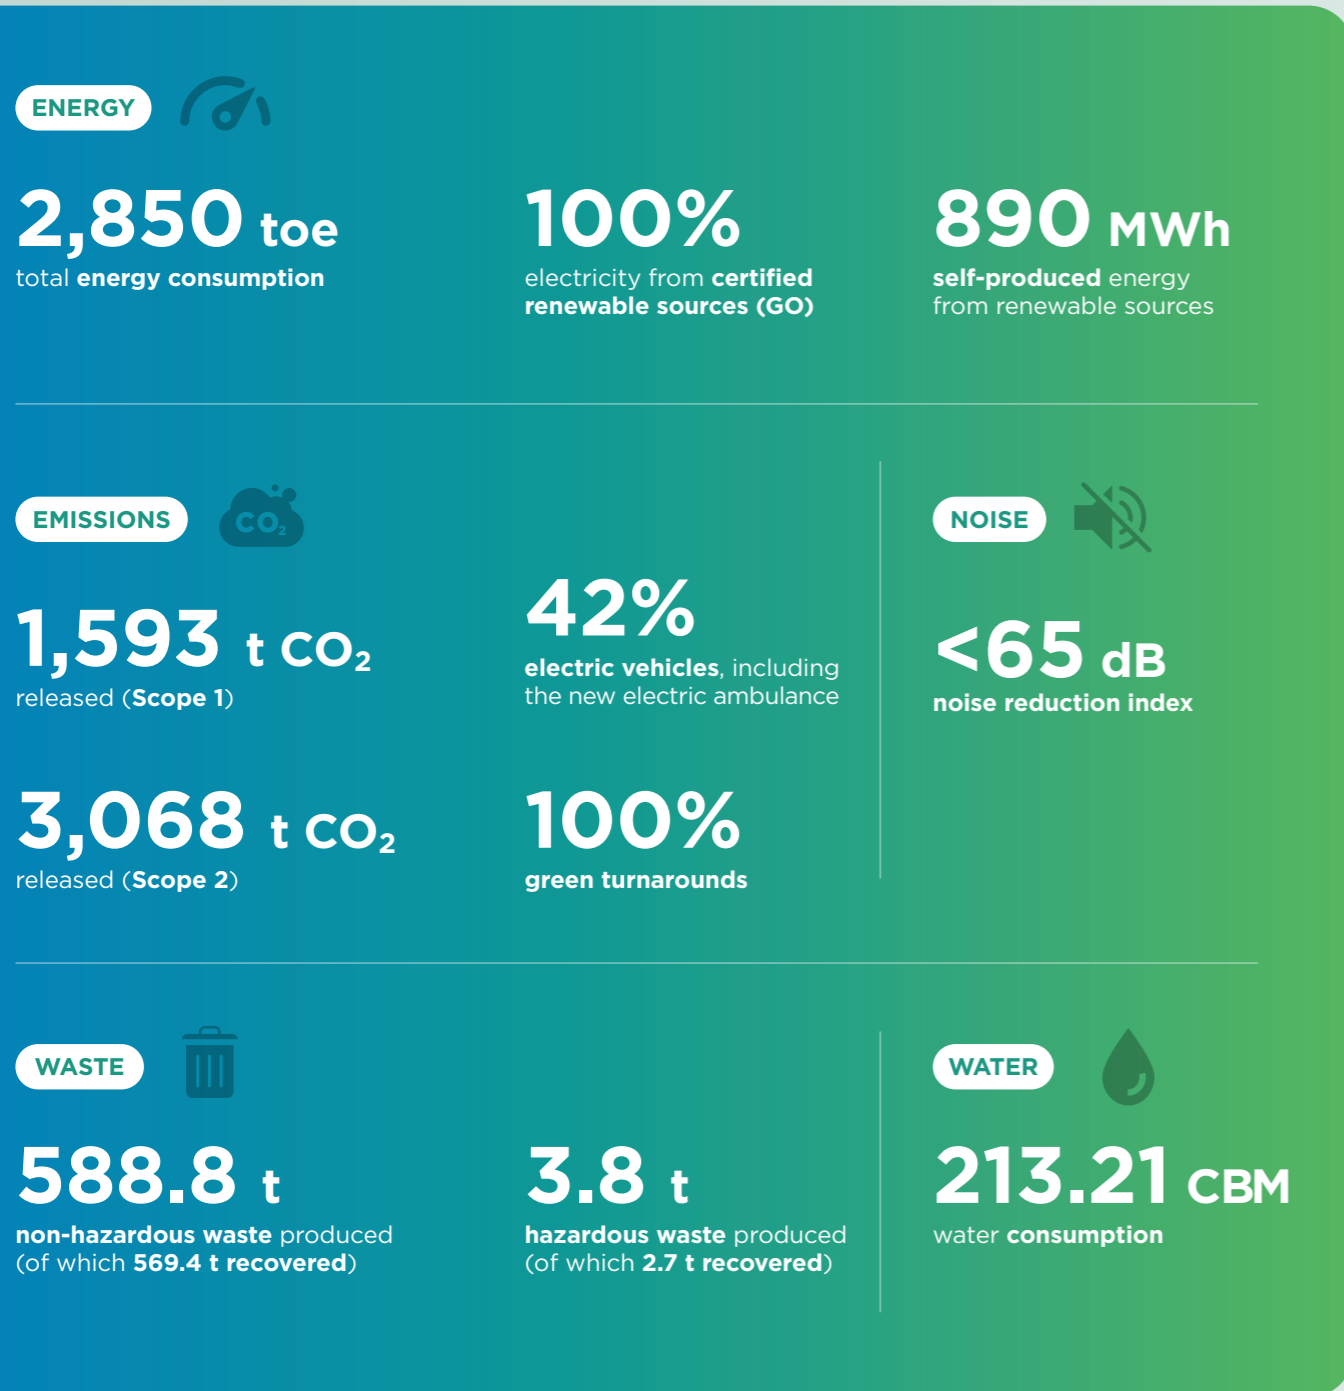 ENERGY
2,850 toe
total energy consumption
100%
electricity from certified
renewable sources (GO)
890 MWh
self-produced energy
from renewable sources
EMISSIONS
CO₂
1,593 t CO₂
released (Scope 1)
42%
electric vehicles, including
the new electric ambulance
3,068 t CO₂
released (Scope 2)
100%
green turnarounds
NOISE
<65 dB
noise reduction index
WASTE
588.8 t
non-hazardous waste produced
(of which 569.4 t recovered)
3.8 t
hazardous waste produced
(of which 2.7 t recovered)
WATER
213.21 CBM
water consumption